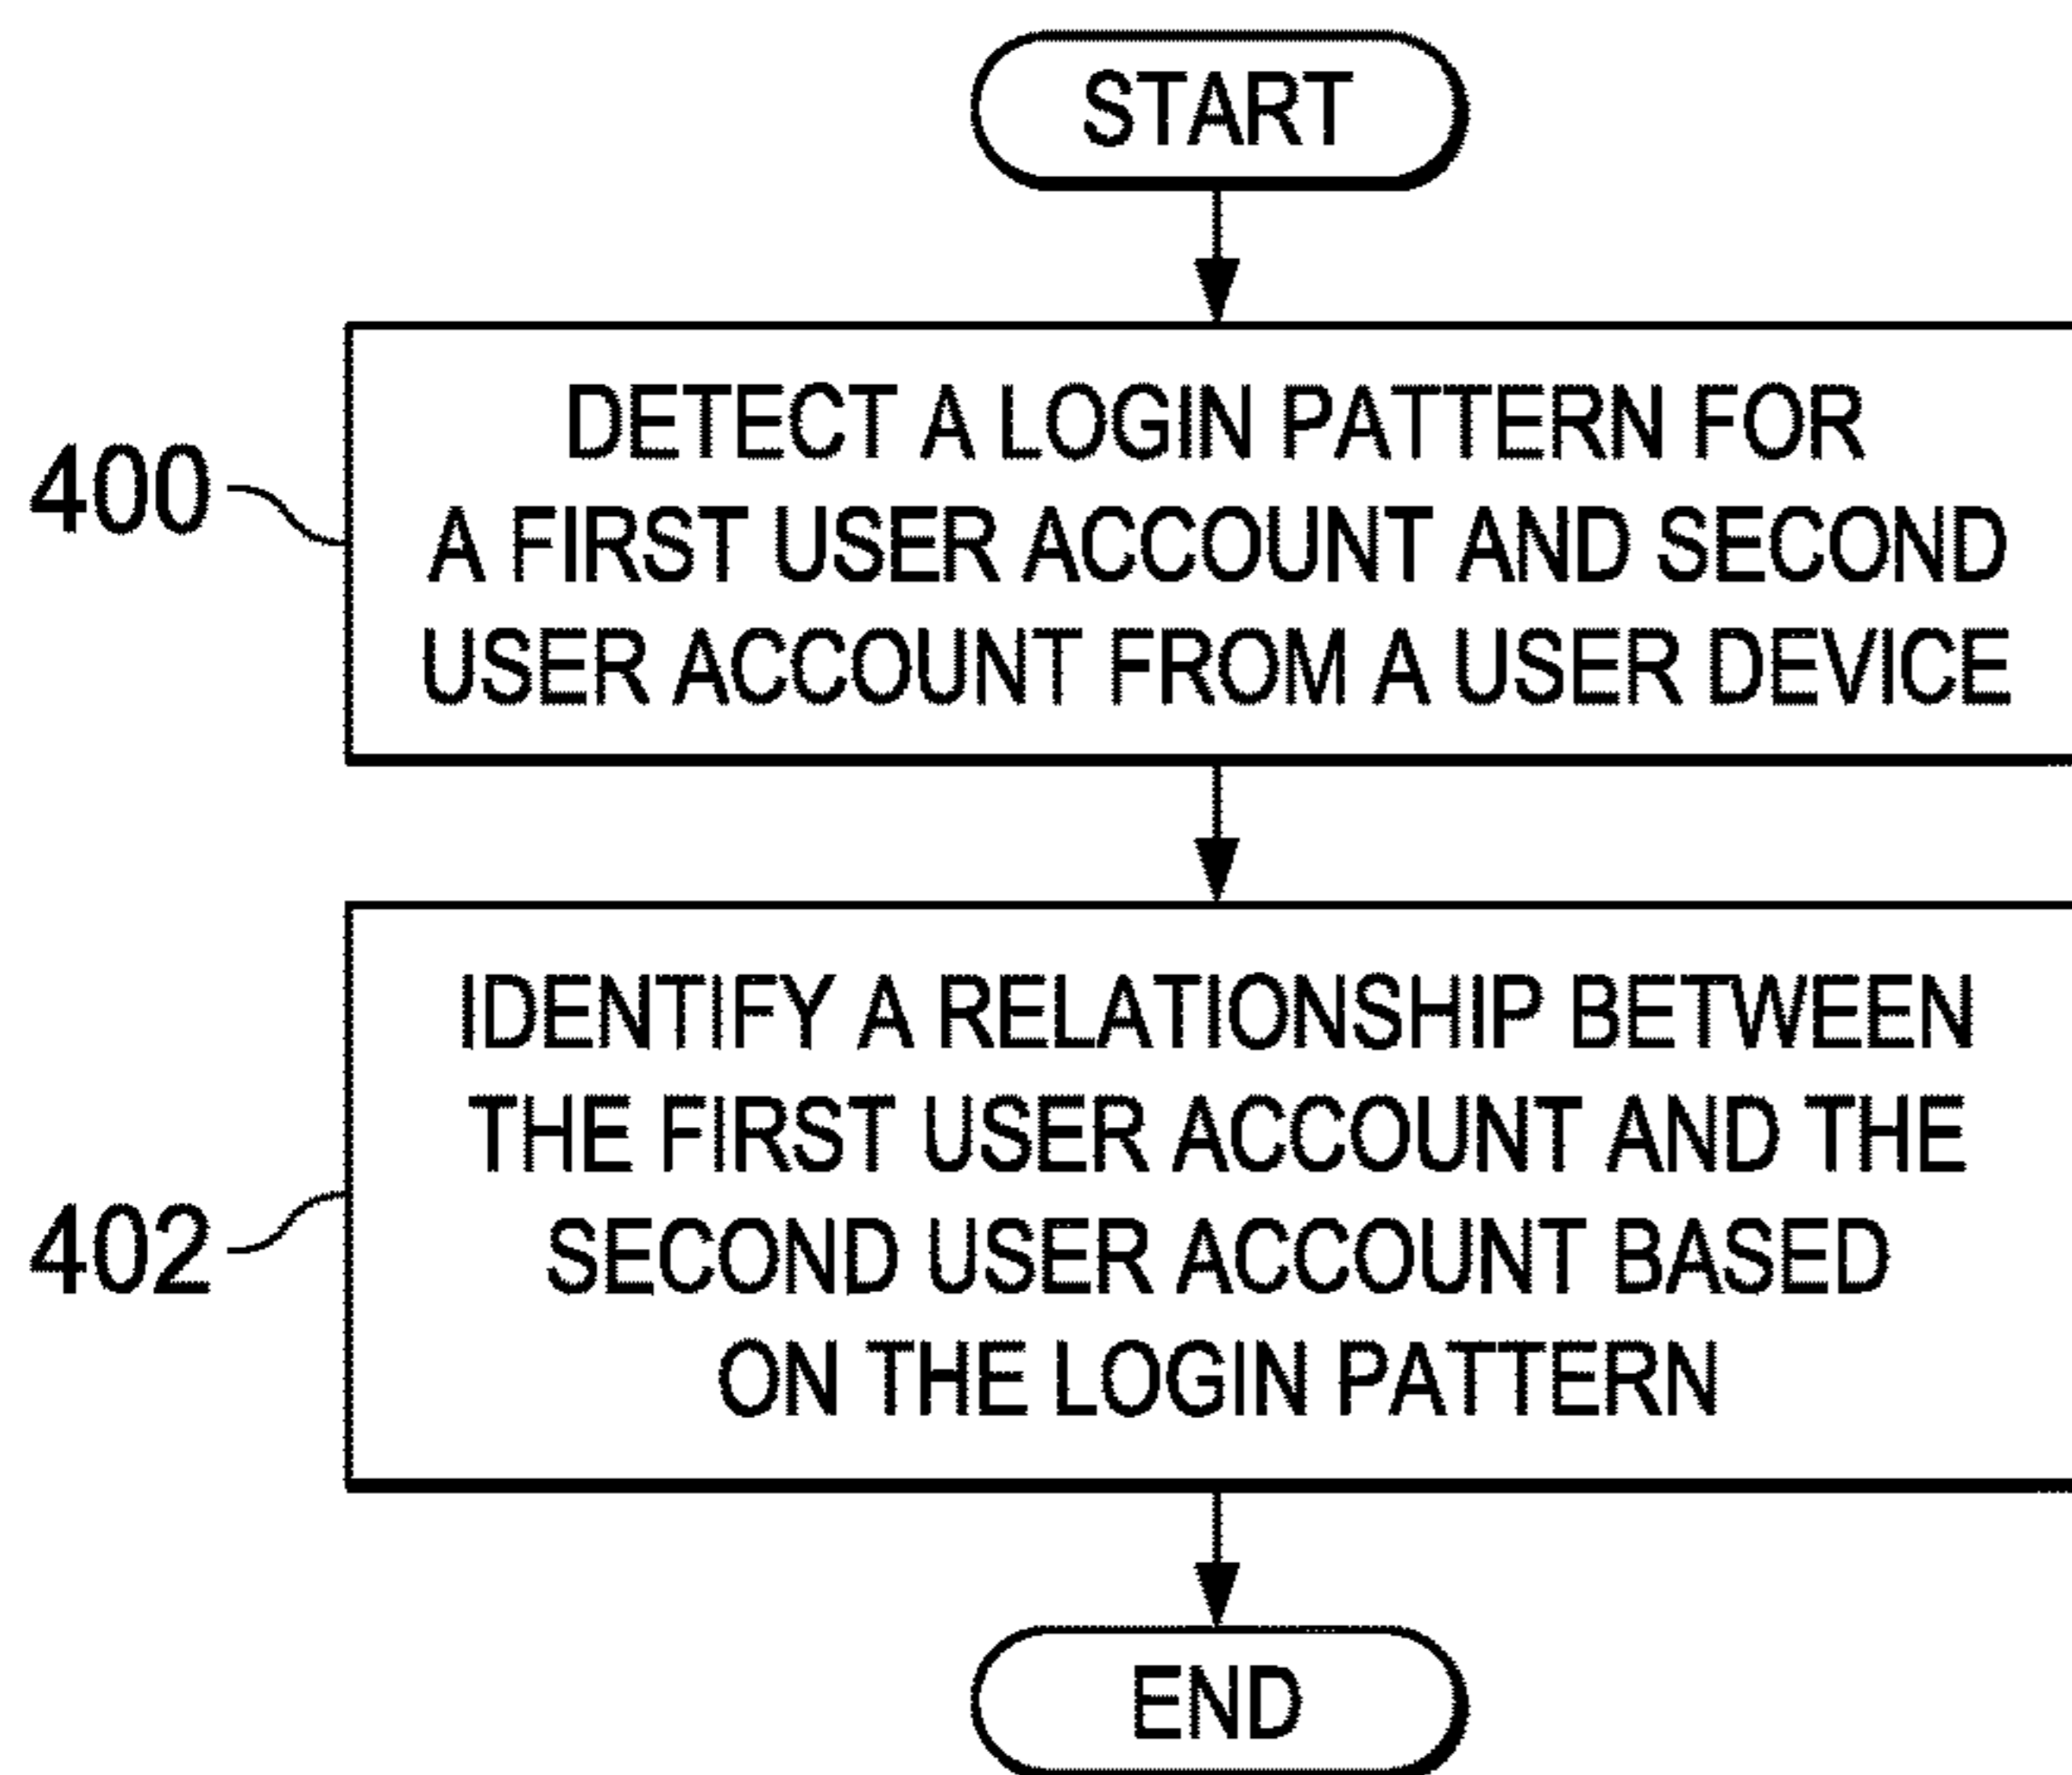 START
400
DETECT A LOGIN PATTERN FOR
A FIRST USER ACCOUNT AND SECOND
USER ACCOUNT FROM A USER DEVICE
402
IDENTIFY A RELATIONSHIP BETWEEN
THE FIRST USER ACCOUNT AND THE
SECOND USER ACCOUNT BASED
ON THE LOGIN PATTERN
END